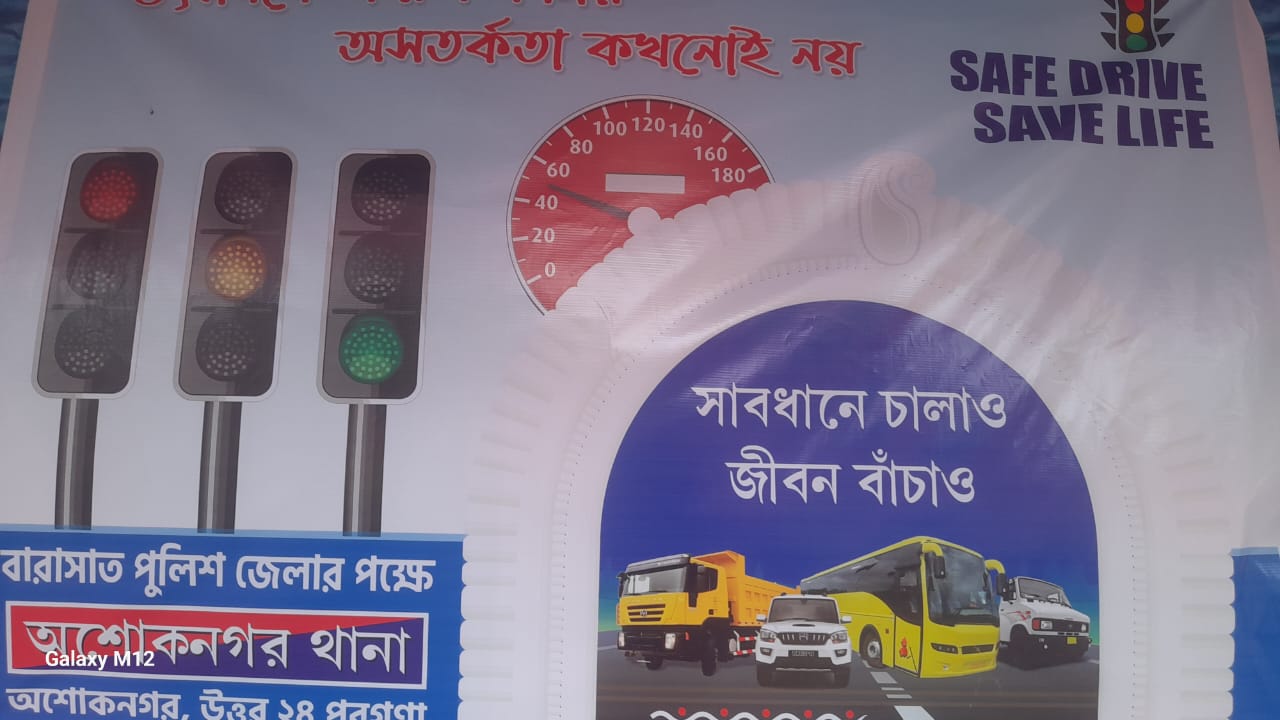 অসতর্কতা কখনোই নয়
SAFE DRIVE
SAVE LIFE
100 120 140
80 160
60 180
40
20
0
সাবধানে চালাও
জীবন বাঁচাও
বারাসাত পুলিশ জেলার পক্ষে
অশোকনগর থানা
Galaxy M12
অশোকনগর, উত্তর ২৪ পরগণা